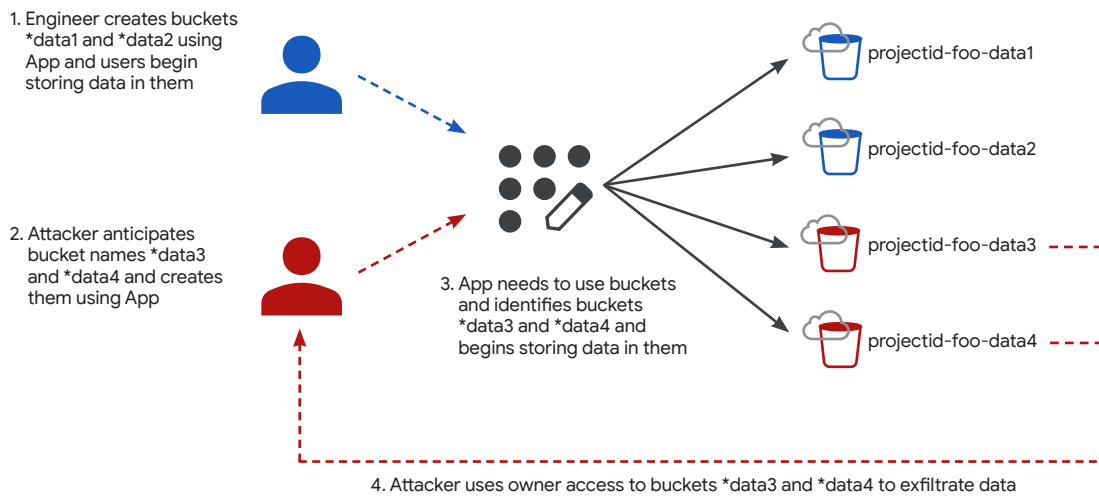 1. Engineer creates buckets
*data1 and *data2 using
App and users begin
storing data in them
projectid-foo-data1
projectid-foo-data2
2. Attacker anticipates
bucket names *data3
and *data4 and creates
them using App
3. App needs to use buckets
and identifies buckets
*data3 and *data4 and
begins storing data in them
projectid-foo-data3
projectid-foo-data4
4. Attacker uses owner access to buckets *data3 and *data4 to exfiltrate data